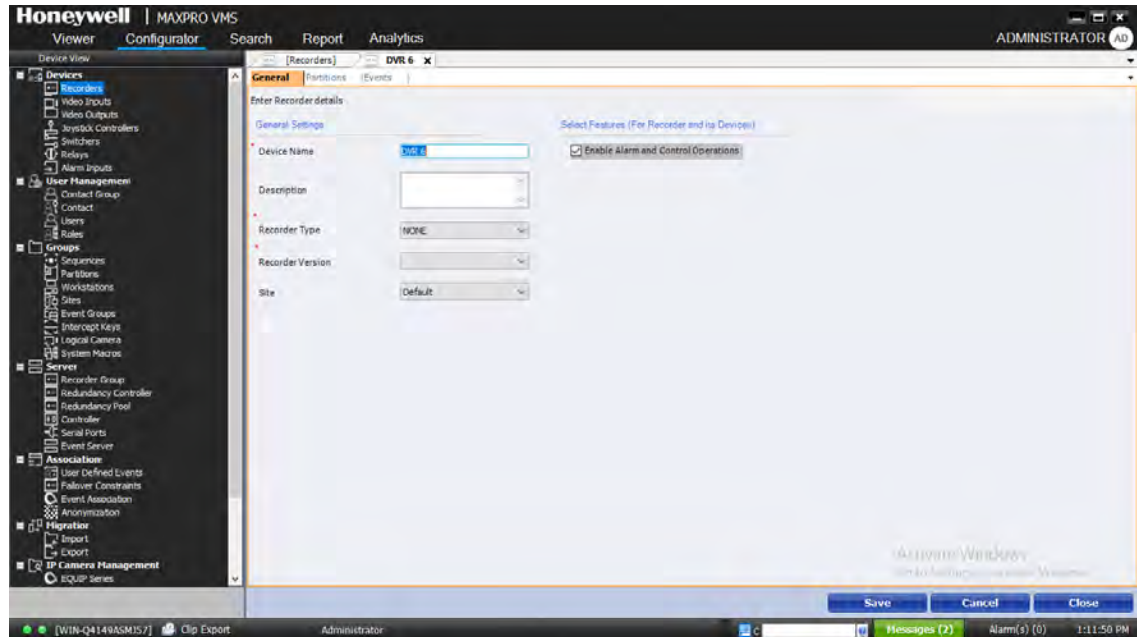 Honeywell | MAXPRO VMS
Viewer Configurator Search Report Analytics ADMINISTRATOR AD
Device View
[Recorders] DVR 6 x
Devices
Recorders
Video Inputs
Video Outputs
Joystick Controllers
Switchers
Relays
Alarm Inputs
User Management
Contact Group
Contact
Users
Roles
Groups
Sequences
Partitions
Workstations
Sites
Event Groups
Intercept Keys
Logical Camera
System Macros
Server
Recorder Group
Redundancy Controller
Redundancy Pool
Controller
Serial Ports
Event Server
Association
User Defined Events
Failover Constraints
Event Association
Anonymization
Migration
Import
Export
IP Camera Management
EQUIP Series
General Partitions Events
Enter Recorder details
General Settings
Select Features (For Recorder and its Devices)
* Device Name DVR 6
Enable Alarm and Control Operations
Description
* Recorder Type NONE
* Recorder Version
Site Default
Activate Windows
Save Cancel Close
[WIN-Q4149ASMJ57] Clip Export Administrator C Messages (2) Alarm(s) (0) 1:11:50 PM